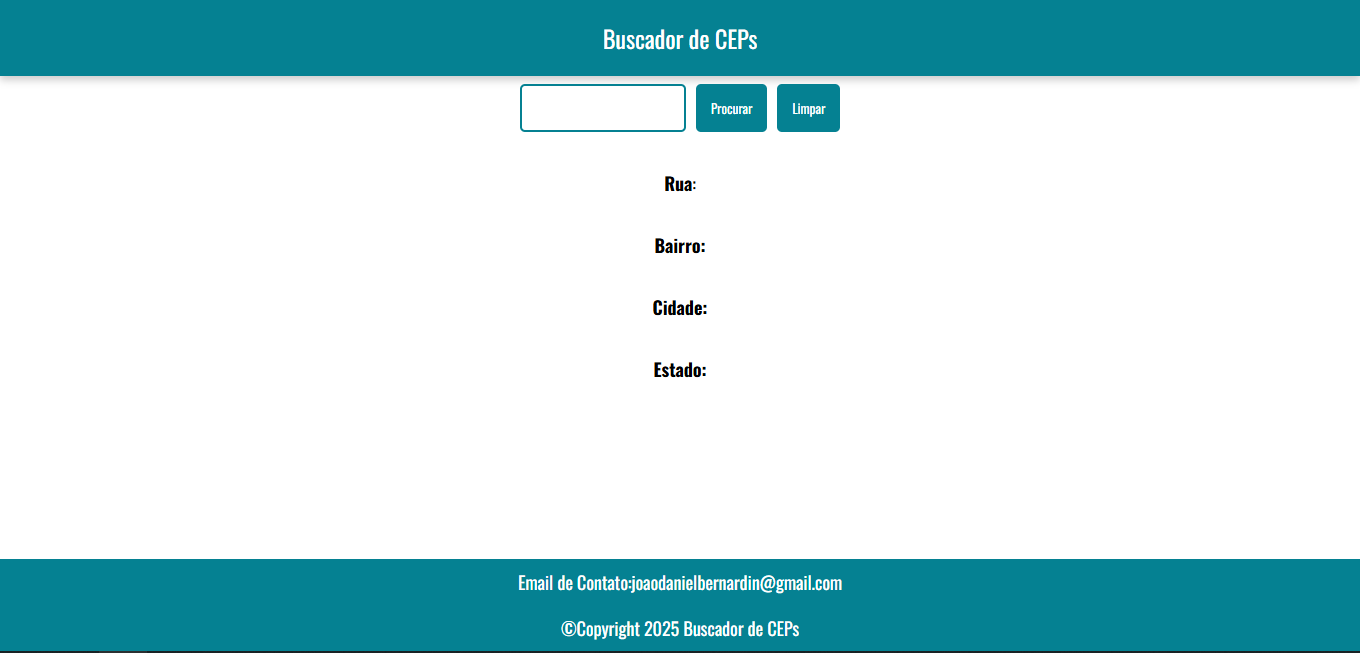 Buscador de CEPs
Procurar Limpar
Rua:
Bairro:
Cidade:
Estado:
Email de Contato:joaodanielbernardin@gmail.com
©Copyright 2025 Buscador de CEPs